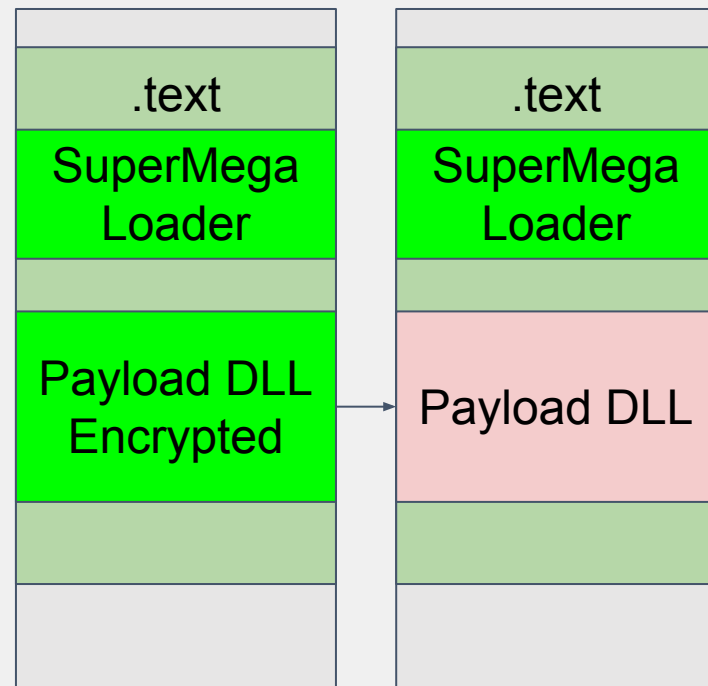 .text
SuperMega
Loader
Payload DLL
Encrypted
.text
SuperMega
Loader
Payload DLL